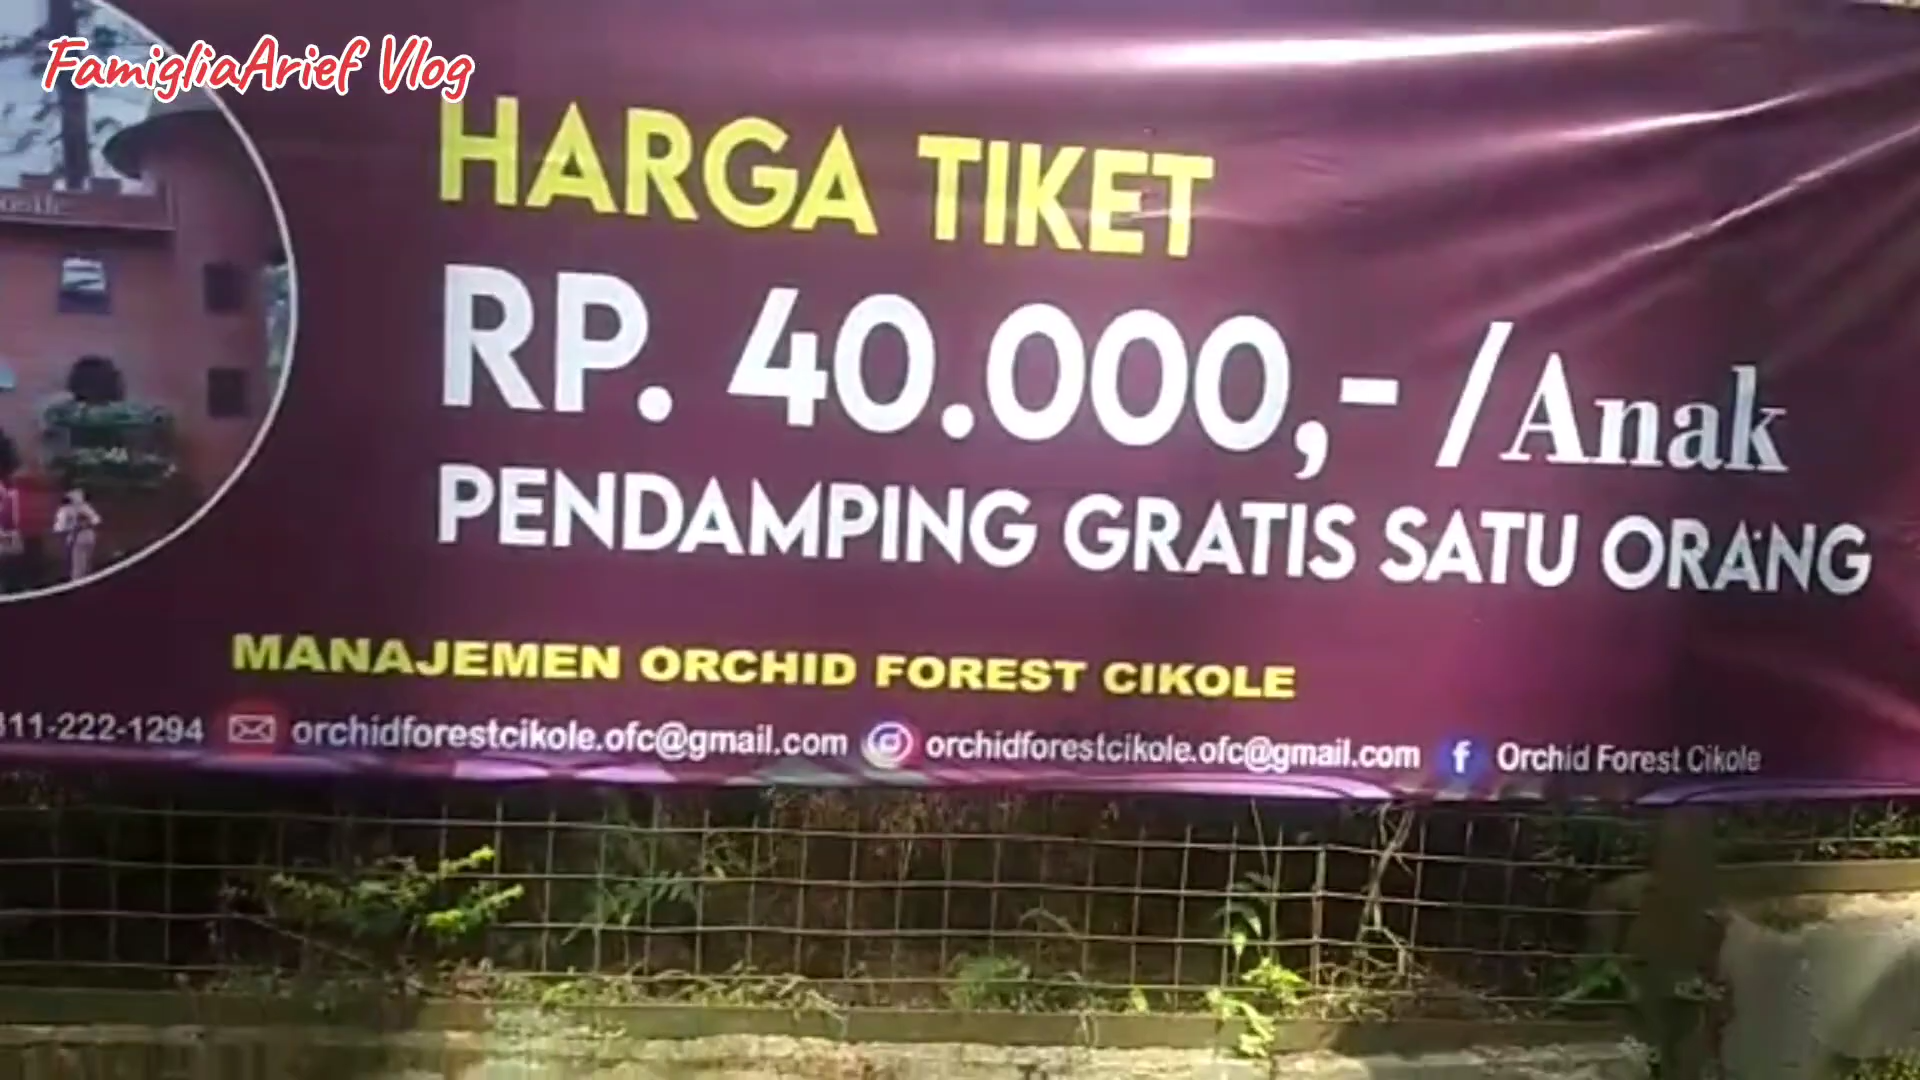 FamigliaArief Vlog
HARGA TIKET
RP. 40.000,- /Anak
PENDAMPING GRATIS SATU ORANG
MANAJEMEN ORCHID FOREST CIKOLE
11-222-1294 orchidforestcikole.ofc@gmail.com orchidforestcikole.ofc@gmail.com Orchid Forest Cikole